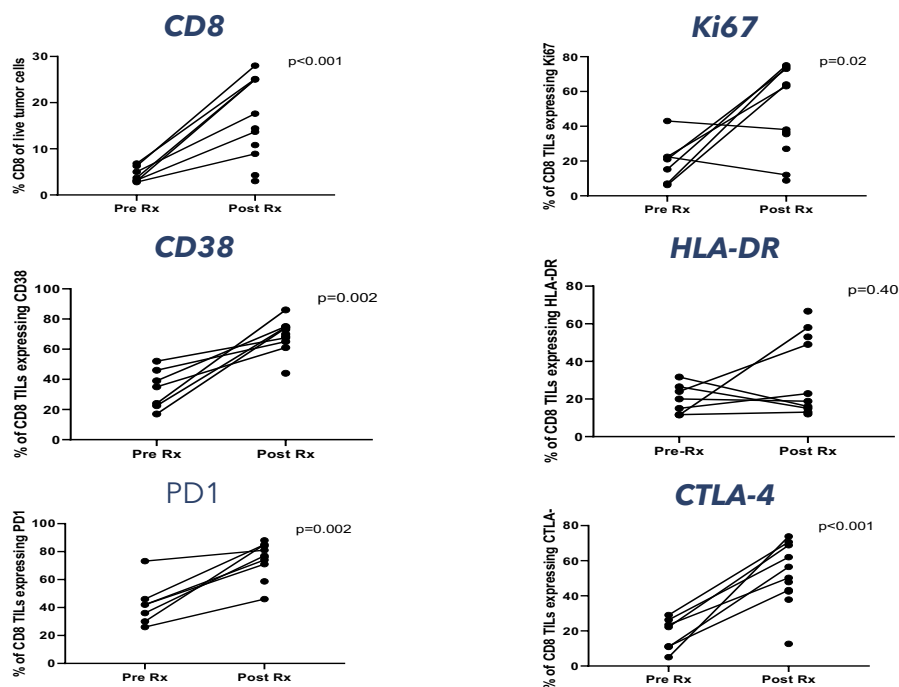 CD8
% CD8 of live tumor cells
30
20
10
0
p<0.001
Pre Rx Post Rx
Ki67
% of CD8 TILs expressing Ki67
80
60
40
20
0
p=0.02
Pre Rx Post Rx
CD38
% of CD8 TILs expressing CD38
100
80
60
40
20
0
p=0.002
Pre Rx Post Rx
HLA-DR
% of CD8 TILs expressing HLA-DR
80
60
40
20
0
p=0.40
Pre-Rx Post Rx
PD1
% of CD8 TILs expressing PD1
100
80
60
40
20
0
p=0.002
Pre Rx Post Rx
CTLA-4
% of CD8 TILs expressing CTLA-
80
60
40
20
0
p<0.001
Pre Rx Post Rx